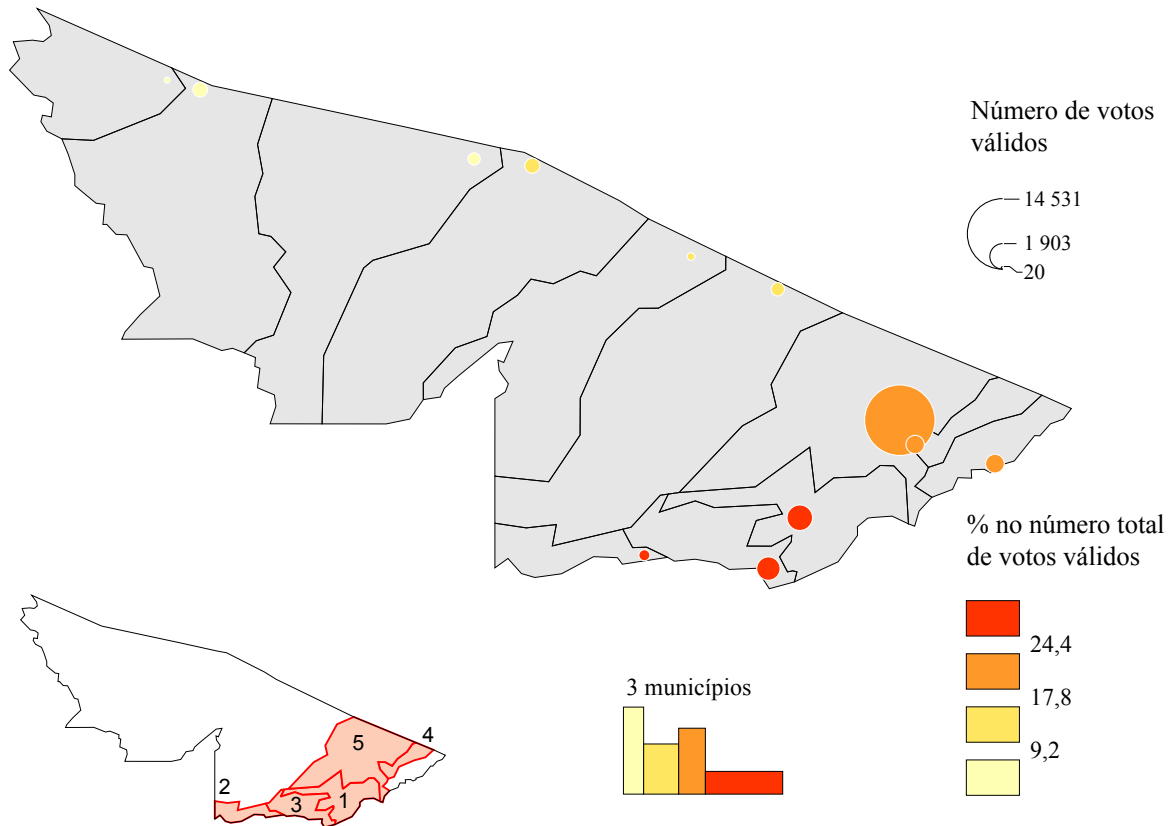 Número de votos
válidos
14 531
1 903
20
% no número total
de votos válidos
24,4
17,8
9,2
3 municípios
5
4
2
3
1